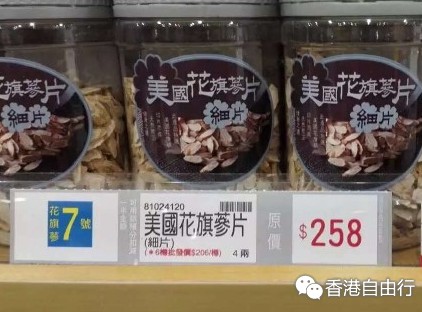 花旗蔘片
細片
美國花旗蔘片
細片
美國花旗蔘片
細片
花旗蔘
7號
81024120
美國花旗蔘片
(細片)
4 兩
(*6樽批發價$206/樽)
原價
$258
香港自由行